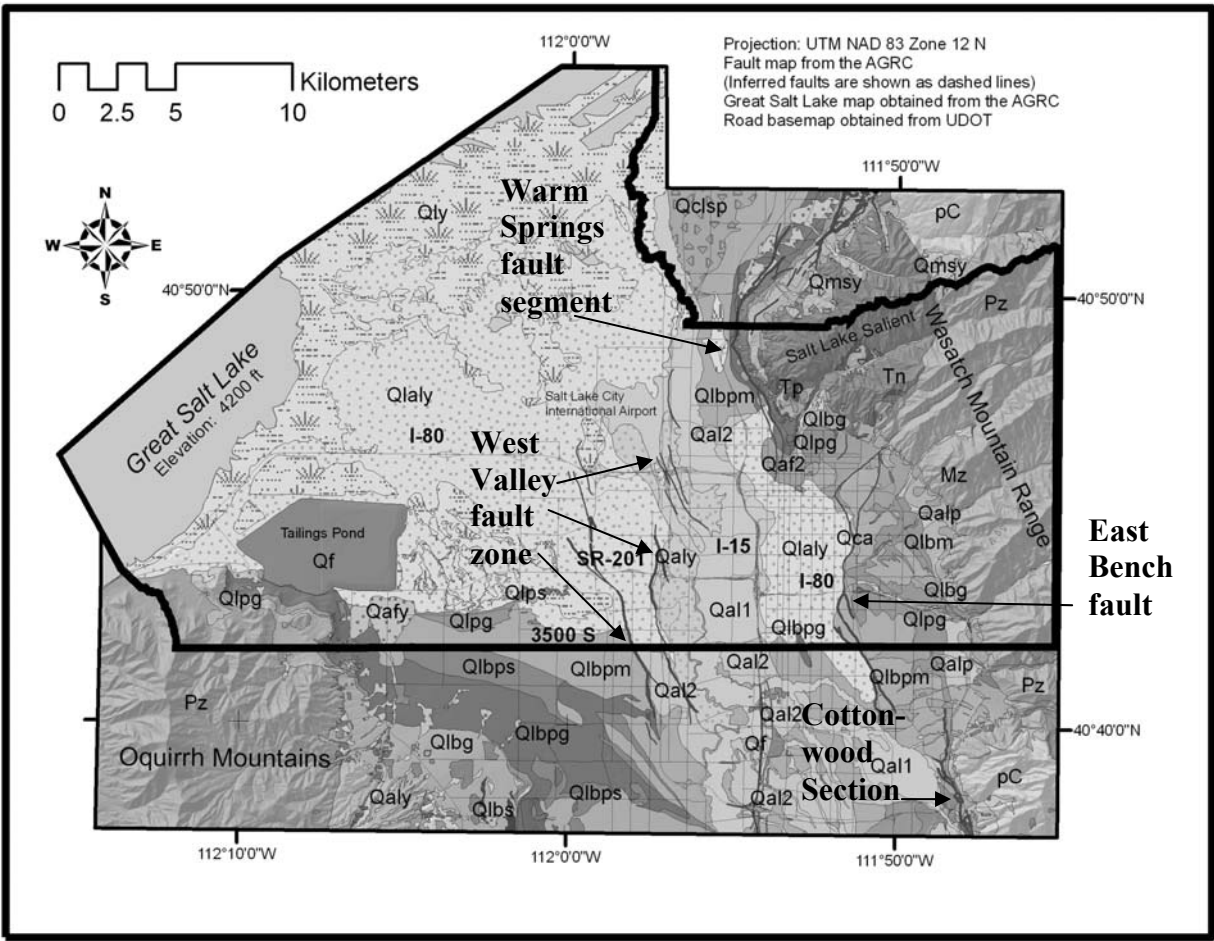 112°0'0"W
Projection: UTM NAD 83 Zone 12 N
Fault map from the AGRC
(Inferred faults are shown as dashed lines)
Great Salt Lake map obtained from the AGRC
Road basemap obtained from UDOT
Kilometers
0 2.5 5 10
111°50'0"W
N
W E
S
Warm
Springs
fault
segment
Qly
Qclsp
pC
Qmsy
Qmsy
40°50'0"N
40°50'0"N
Pz
Salt Lake Salient
Wasatch Mountain Range
Great Salt Lake
Elevation: 4200 ft
Qlaly
I-80
Salt Lake City
International Airport
Qlbpm
Tp
Tn
Qlbg
Qlpg
Qal2
Qaf2
West
Valley
fault
zone
Mz
Qalp
Tailings Pond
Qf
SR-201
Qaly
I-15
Qlaly
I-80
Qca
Qlbm
East
Bench
fault
Qlpg
Qafy
Qlps
Qlpg
3500 S
Qal1
Qlbpg
Qlbg
Qlpg
Qlbps
Qlbpm
Qal2
Qal2
Qlbpm
Qalp
Pz
Pz
Oquirrh Mountains
Qlbg
Qlbpg
Qal2
Qf
Cotton-
wood
Section
Qal1
40°40'0"N
pC
Qaly
Qlbs
Qlbps
Qal2
112°10'0"W
112°0'0"W
111°50'0"W